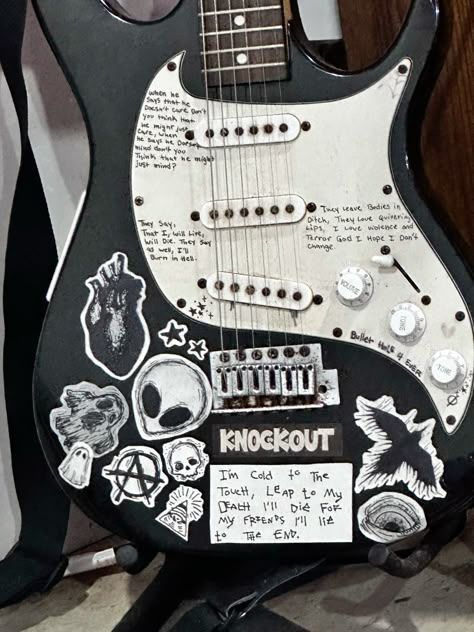 When he
Says that he
Doesn't care Don't
you think that
he might just
Care, when
he says he Doesn't
mind don't you
Think that he might
just mind?
They Say,
That I, will Life,
Will Die. They Say
as well, I'll
Burn in Hell.
They Leave Bodies in
Ditch, They Love Quivering
Lips, I Love violence and
Terror God I Hope I Don't
change.
VOLUME
TONE
TONE
Bullet Hole 4 Ever
KNOCKOUT
I'm Cold to The
Touch, LEAP to My
DEATH I'll DiE FoR
My FRiENDS I'll liE
to THE END.